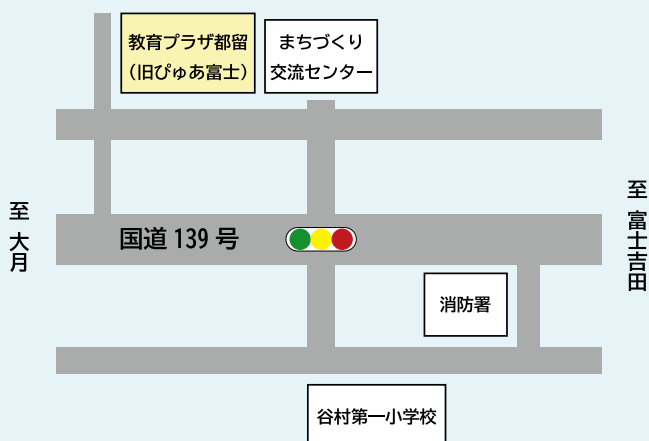 教育プラザ都留
（旧ぴゅあ富士）
まちづくり
交流センター
至 大月
国道 139 号
至 富士吉田
消防署
谷村第一小学校